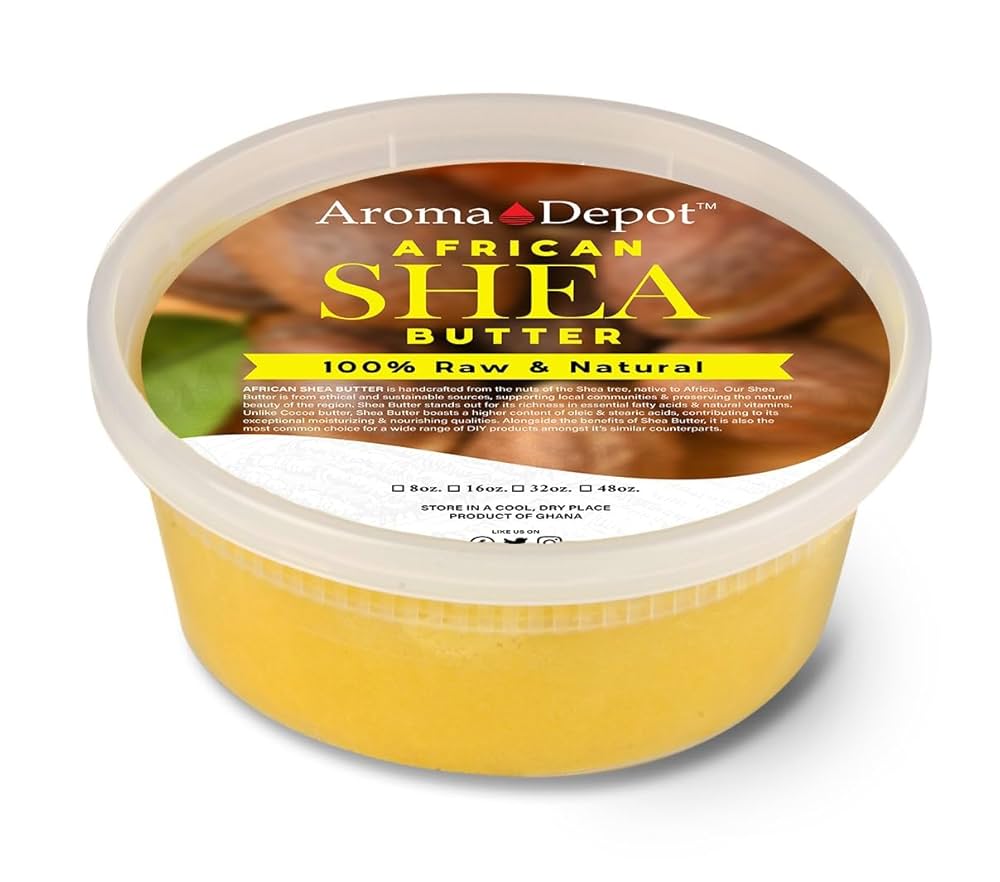 Aroma Depot™
AFRICAN
SHEA
BUTTER
100% Raw & Natural
AFRICAN SHEA BUTTER is handcrafted from the nuts of the Shea tree, native to Africa. Our Shea
Butter is from ethical and sustainable sources, supporting local communities & preserving the natural
beauty of the region. Shea Butter stands out for its richness in essential fatty acids & natural vitamins.
Unlike Cocoa butter, Shea Butter boasts a higher content of oleic & stearic acids, contributing to its
exceptional moisturizing & nourishing qualities. Alongside the benefits of Shea Butter, it is also the
most common choice for a wide range of DIY products amongst it's similar counterparts.
☐ 8oz. ☐ 16oz. ☐ 32oz. ☐ 48oz.
STORE IN A COOL, DRY PLACE
PRODUCT OF GHANA
LIKE US ON